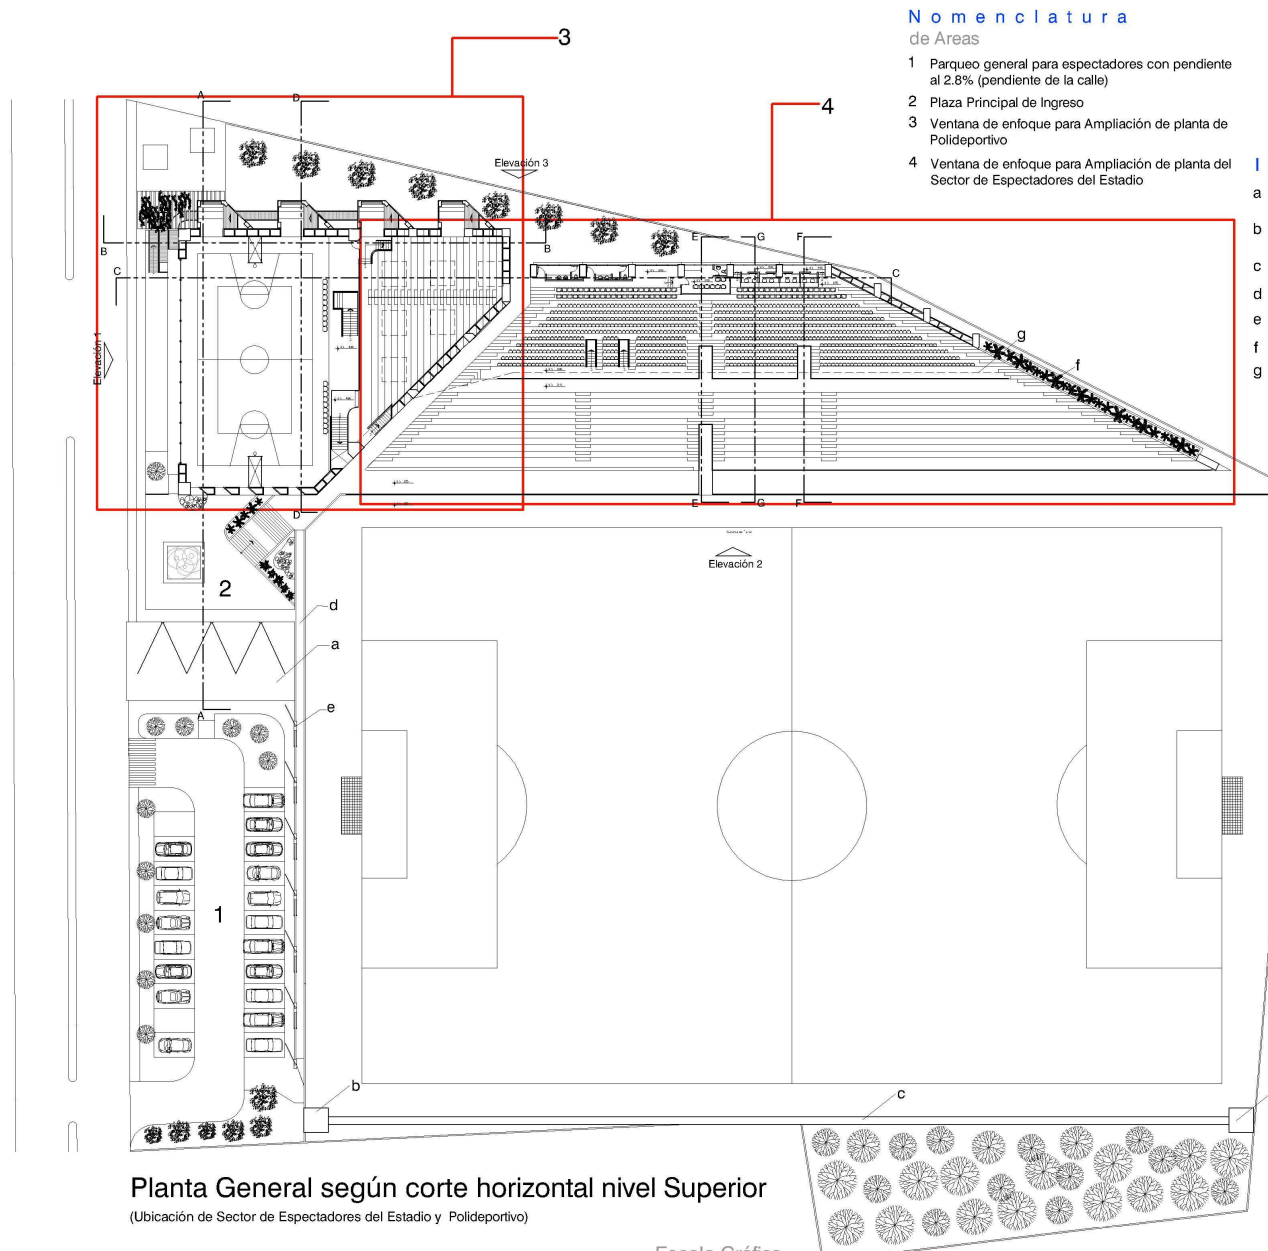 N o m e n c l a t u r a
de Areas
1 Parqueo general para espectadores con pendiente
al 2.8% (pendiente de la calle)
2 Plaza Principal de Ingreso
3 Ventana de enfoque para Ampliación de planta de
Polideportivo
4 Ventana de enfoque para Ampliación de planta del
Sector de Espectadores del Estadio
I
a
b
c
d
e
f
g
3
4
A
D
Elevación 3
B
B
C
C
E
G
F
Elevación 1
g
f
D
E
G
F
Elevación 2
2
d
a
e
A
1
b
c
Planta General según corte horizontal nivel Superior
(Ubicación de Sector de Espectadores del Estadio y Polideportivo)
Escala Gráfica